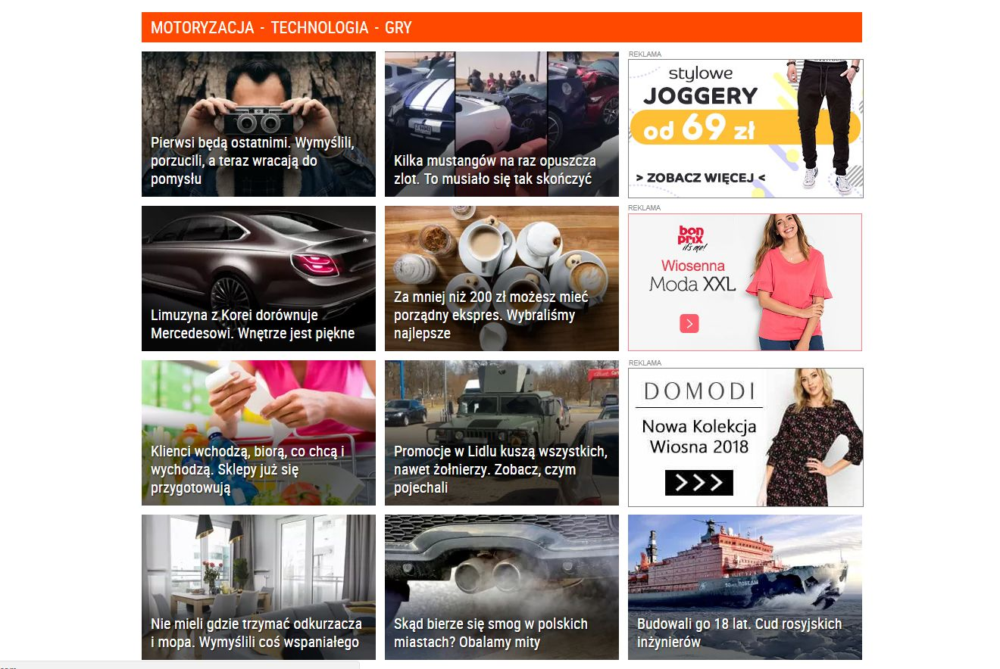 MOTORYZACJA - TECHNOLOGIA - GRY
Pierwsi będą ostatnimi. Wymyślili,
porzucili, a teraz wracają do
pomysłu
Kilka mustangów na raz opuszcza
zlot. To musiało się tak skończyć
REKLAMA
stylowe
JOGGERY
od 69 zł
> ZOBACZ WIĘCEJ <
Limuzyna z Korei dorównuje
Mercedesowi. Wnętrze jest piękne
Za mniej niż 200 zł możesz mieć
porządny ekspres. Wybraliśmy
najlepsze
REKLAMA
bon
prix
it's me!
Wiosenna
Moda XXL
Klienci wchodzą, biorą, co chcą i
wychodzą. Sklepy już się
przygotowują
Promocje w Lidlu kuszą wszystkich,
nawet żołnierzy. Zobacz, czym
pojechali
REKLAMA
DOMODI
Nowa Kolekcja
Wiosna 2018
Nie mieli gdzie trzymać odkurzacza
i mopa. Wymyślili coś wspaniałego
Skąd bierze się smog w polskich
miastach? Obalamy mity
50 лет ПОБЕДЫ
Budowali go 18 lat. Cud rosyjskich
inżynierów